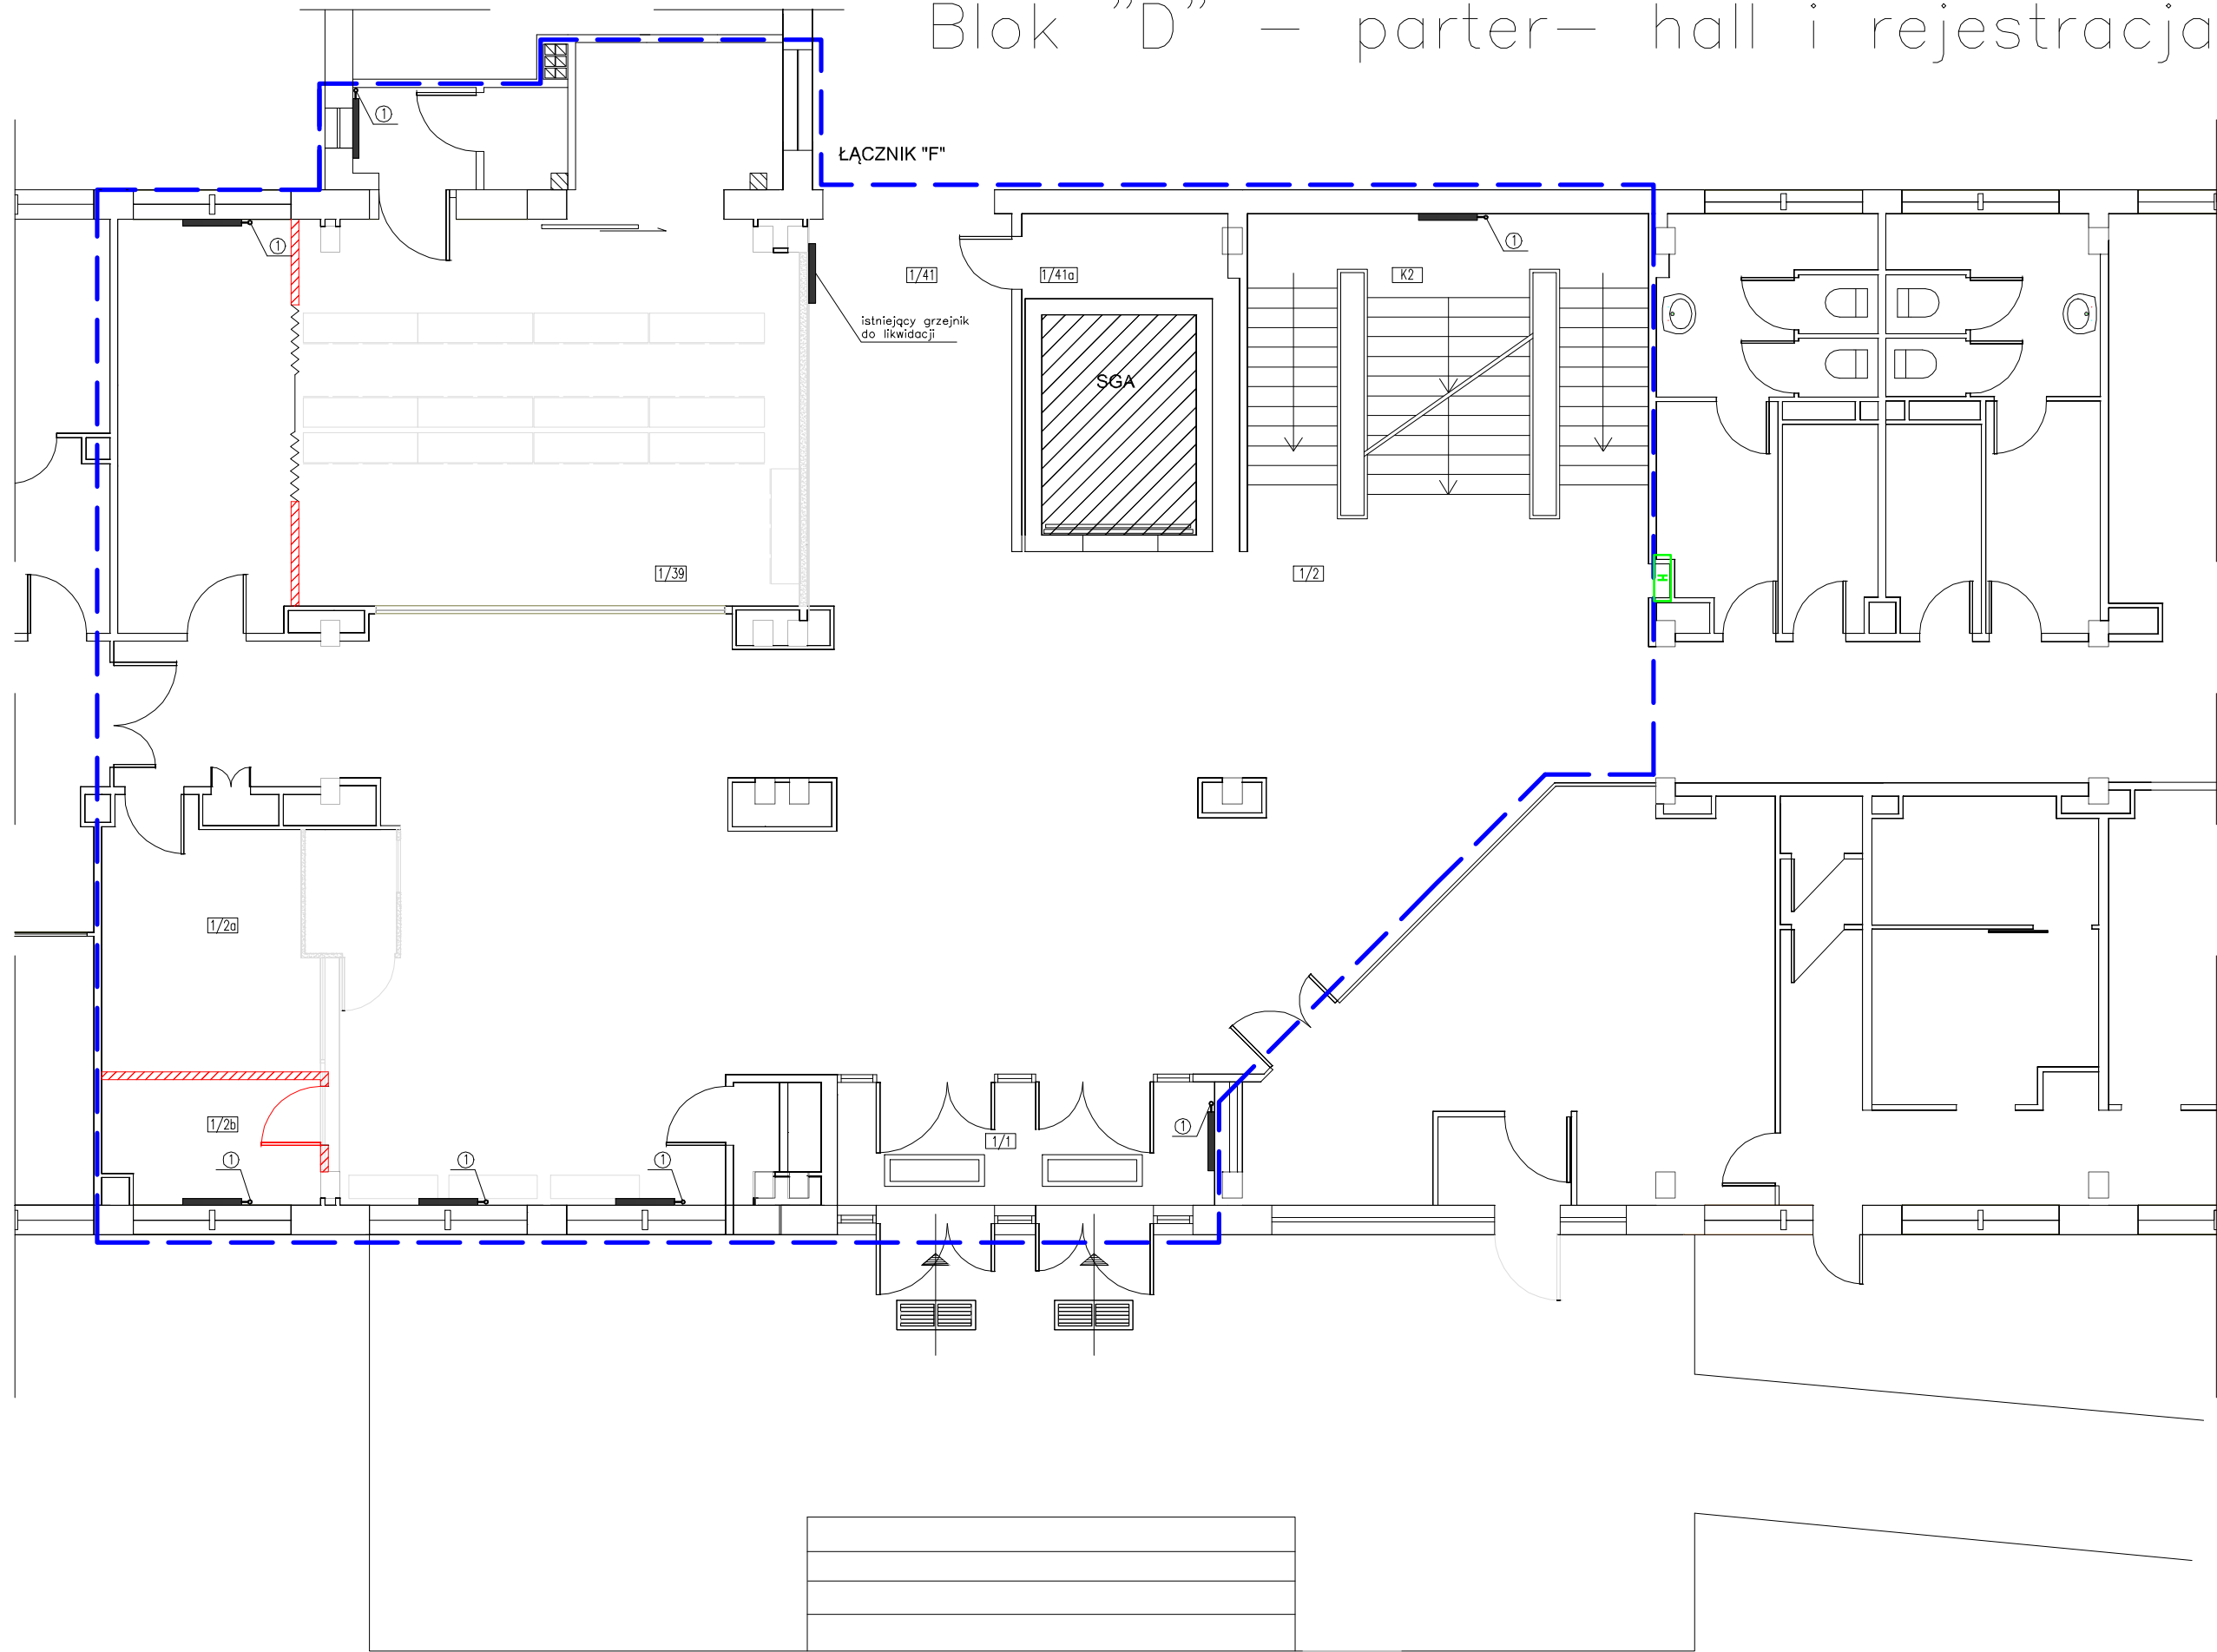 Blok "D" – parter– hall i rejestracja
1
ŁĄCZNIK "F"
1
1
1/41
1/41a
K2
istniejący grzejnik
do likwidacji
SGA
1/39
1/2
H
1/2a
1/2b
1/1
1
1
1
1